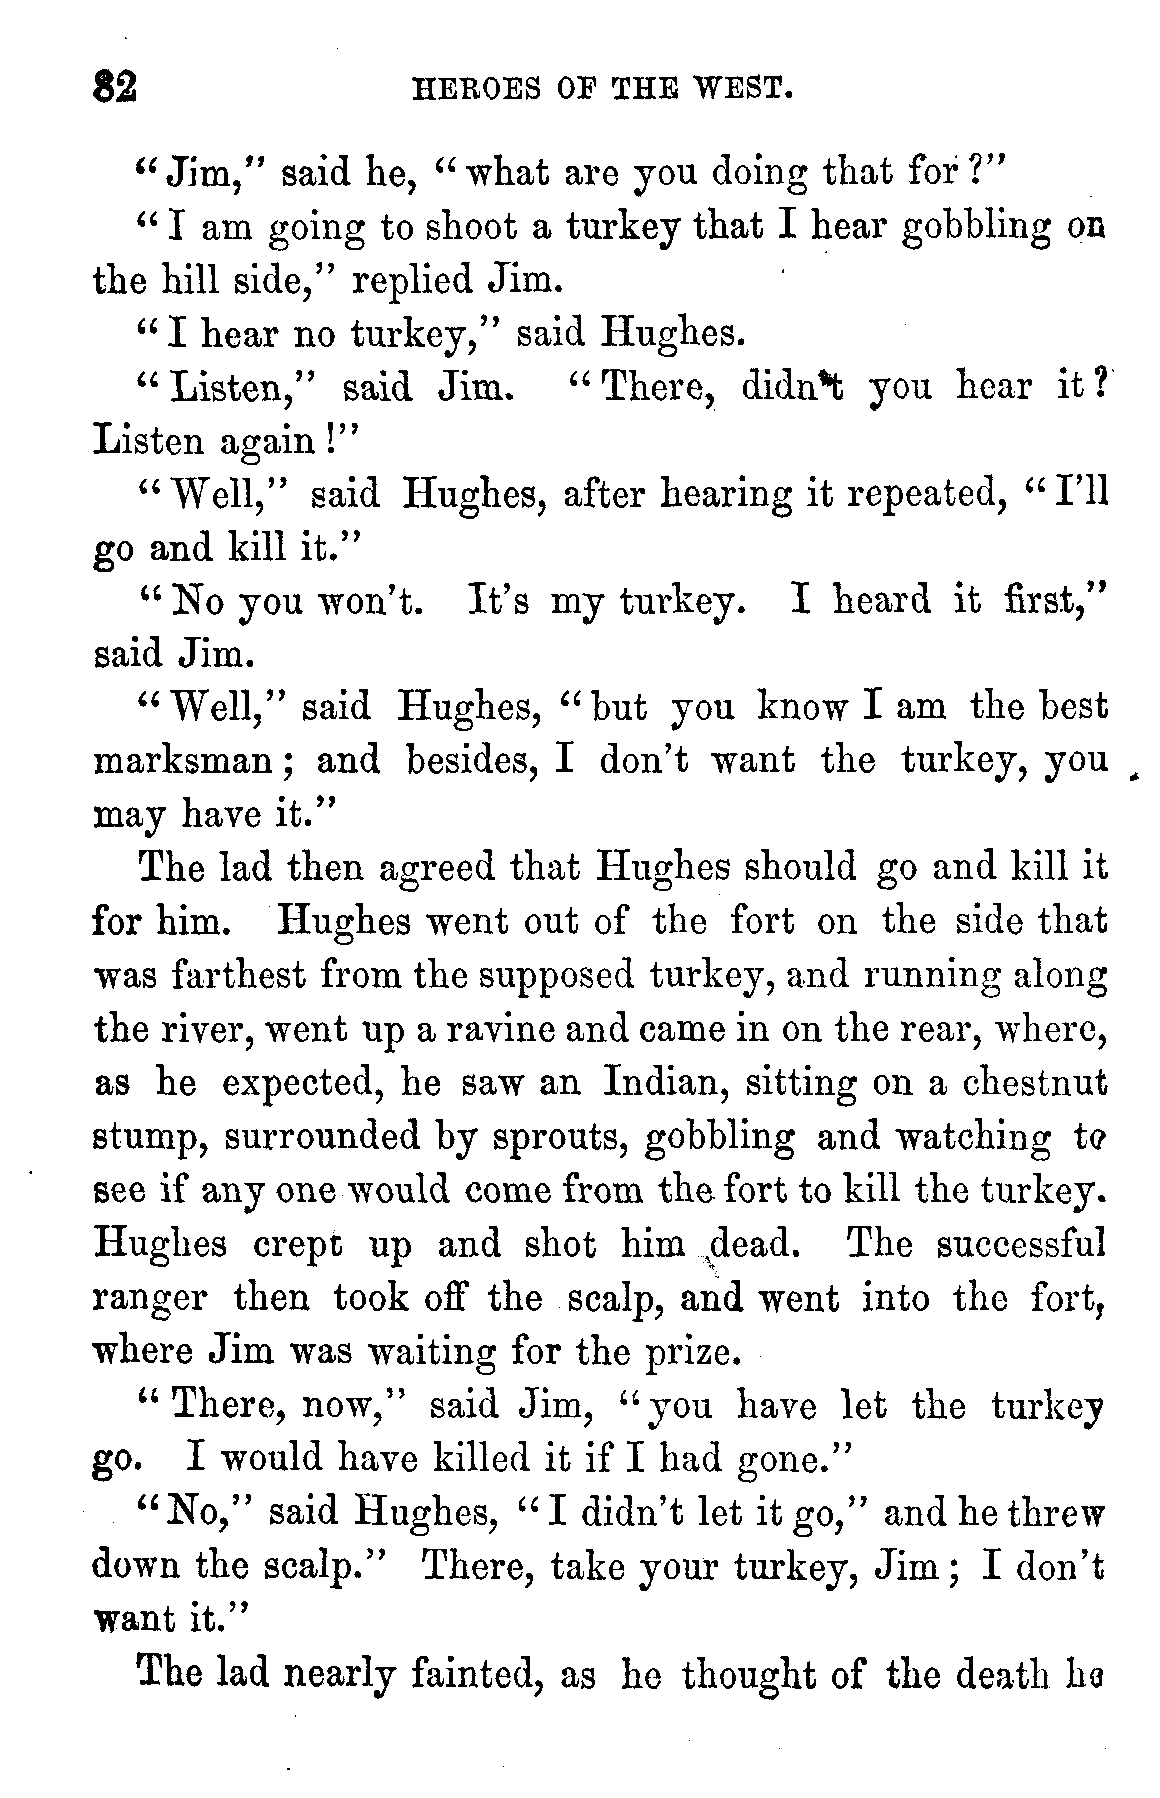 82 HEROES OF THE WEST.
"Jim," said he, "what are you doing that for?"
"I am going to shoot a turkey that I hear gobbling on
the hill side," replied Jim.
"I hear no turkey," said Hughes.
"Listen," said Jim. "There, didn't you hear it?
Listen again!"
"Well," said Hughes, after hearing it repeated, "I'll
go and kill it."
"No you won't. It's my turkey. I heard it first,"
said Jim.
"Well," said Hughes, "but you know I am the best
marksman; and besides, I don't want the turkey, you
may have it."
The lad then agreed that Hughes should go and kill it
for him. Hughes went out of the fort on the side that
was farthest from the supposed turkey, and running along
the river, went up a ravine and came in on the rear, where,
as he expected, he saw an Indian, sitting on a chestnut
stump, surrounded by sprouts, gobbling and watching to
see if any one would come from the fort to kill the turkey.
Hughes crept up and shot him dead. The successful
ranger then took off the scalp, and went into the fort,
where Jim was waiting for the prize.
"There, now," said Jim, "you have let the turkey
go. I would have killed it if I had gone."
"No," said Hughes, "I didn't let it go," and he threw
down the scalp." There, take your turkey, Jim; I don't
want it."
The lad nearly fainted, as he thought of the death he